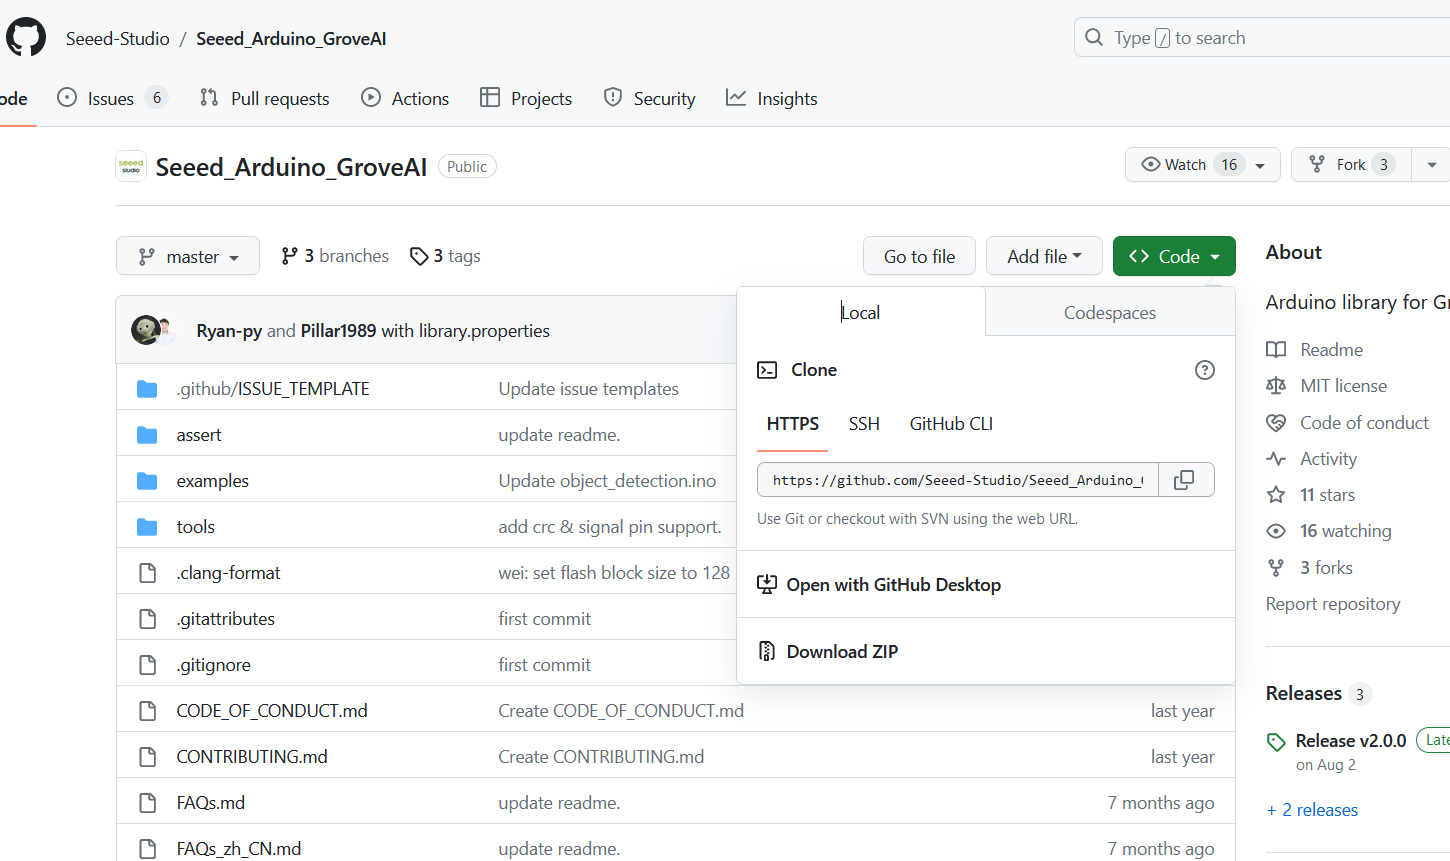 Seeed-Studio / Seeed_Arduino_GroveAI
Type / to search
ode
Issues 6
Pull requests
Actions
Projects
Security
Insights
seeed studio
Seeed_Arduino_GroveAI Public
Watch 16
Fork 3
master
3 branches
3 tags
Go to file
Add file
<> Code
About
Local
Codespaces
Arduino library for Gr
Ryan-py and Pillar1989 with library.properties
Clone
Readme
MIT license
Code of conduct
Activity
11 stars
16 watching
3 forks
Report repository
HTTPS
SSH
GitHub CLI
https://github.com/Seeed-Studio/Seeed_Arduino_
Use Git or checkout with SVN using the web URL.
Open with GitHub Desktop
Download ZIP
.github/ISSUE_TEMPLATE Update issue templates
assert update readme.
examples Update object_detection.ino
tools add crc & signal pin support.
.clang-format wei: set flash block size to 128
.gitattributes first commit
.gitignore first commit
CODE_OF_CONDUCT.md Create CODE_OF_CONDUCT.md last year
CONTRIBUTING.md Create CONTRIBUTING.md last year
FAQs.md update readme. 7 months ago
FAQs_zh_CN.md update readme. 7 months ago
Releases 3
Release v2.0.0 Late
on Aug 2
+ 2 releases